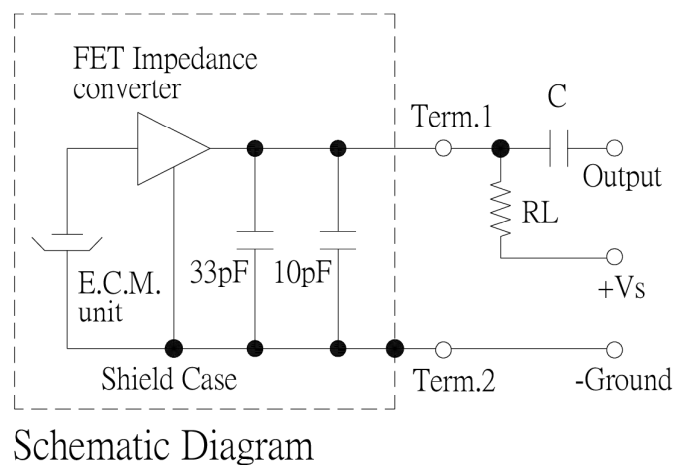 FET Impedance
converter
Term.1
C
Output
RL
+Vs
33pF
10pF
E.C.M.
unit
Shield Case
Term.2
-Ground
Schematic Diagram